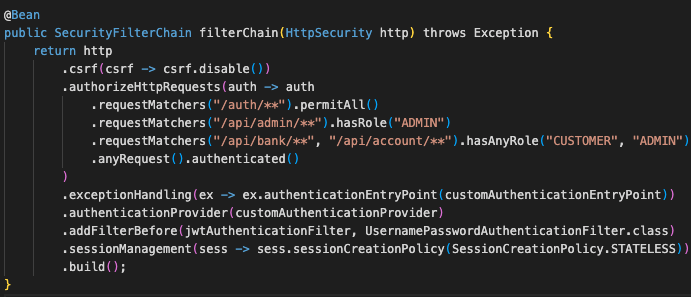 @Bean
public SecurityFilterChain filterChain(HttpSecurity http) throws Exception {
    return http
        .csrf(csrf -> csrf.disable())
        .authorizeHttpRequests(auth -> auth
            .requestMatchers("/auth/**").permitAll()
            .requestMatchers("/api/admin/**").hasRole("ADMIN")
            .requestMatchers("/api/bank/**", "/api/account/**").hasAnyRole("CUSTOMER", "ADMIN")
            .anyRequest().authenticated()
        )
        .exceptionHandling(ex -> ex.authenticationEntryPoint(customAuthenticationEntryPoint))
        .authenticationProvider(customAuthenticationProvider)
        .addFilterBefore(jwtAuthenticationFilter, UsernamePasswordAuthenticationFilter.class)
        .sessionManagement(sess -> sess.sessionCreationPolicy(SessionCreationPolicy.STATELESS))
        .build();
}